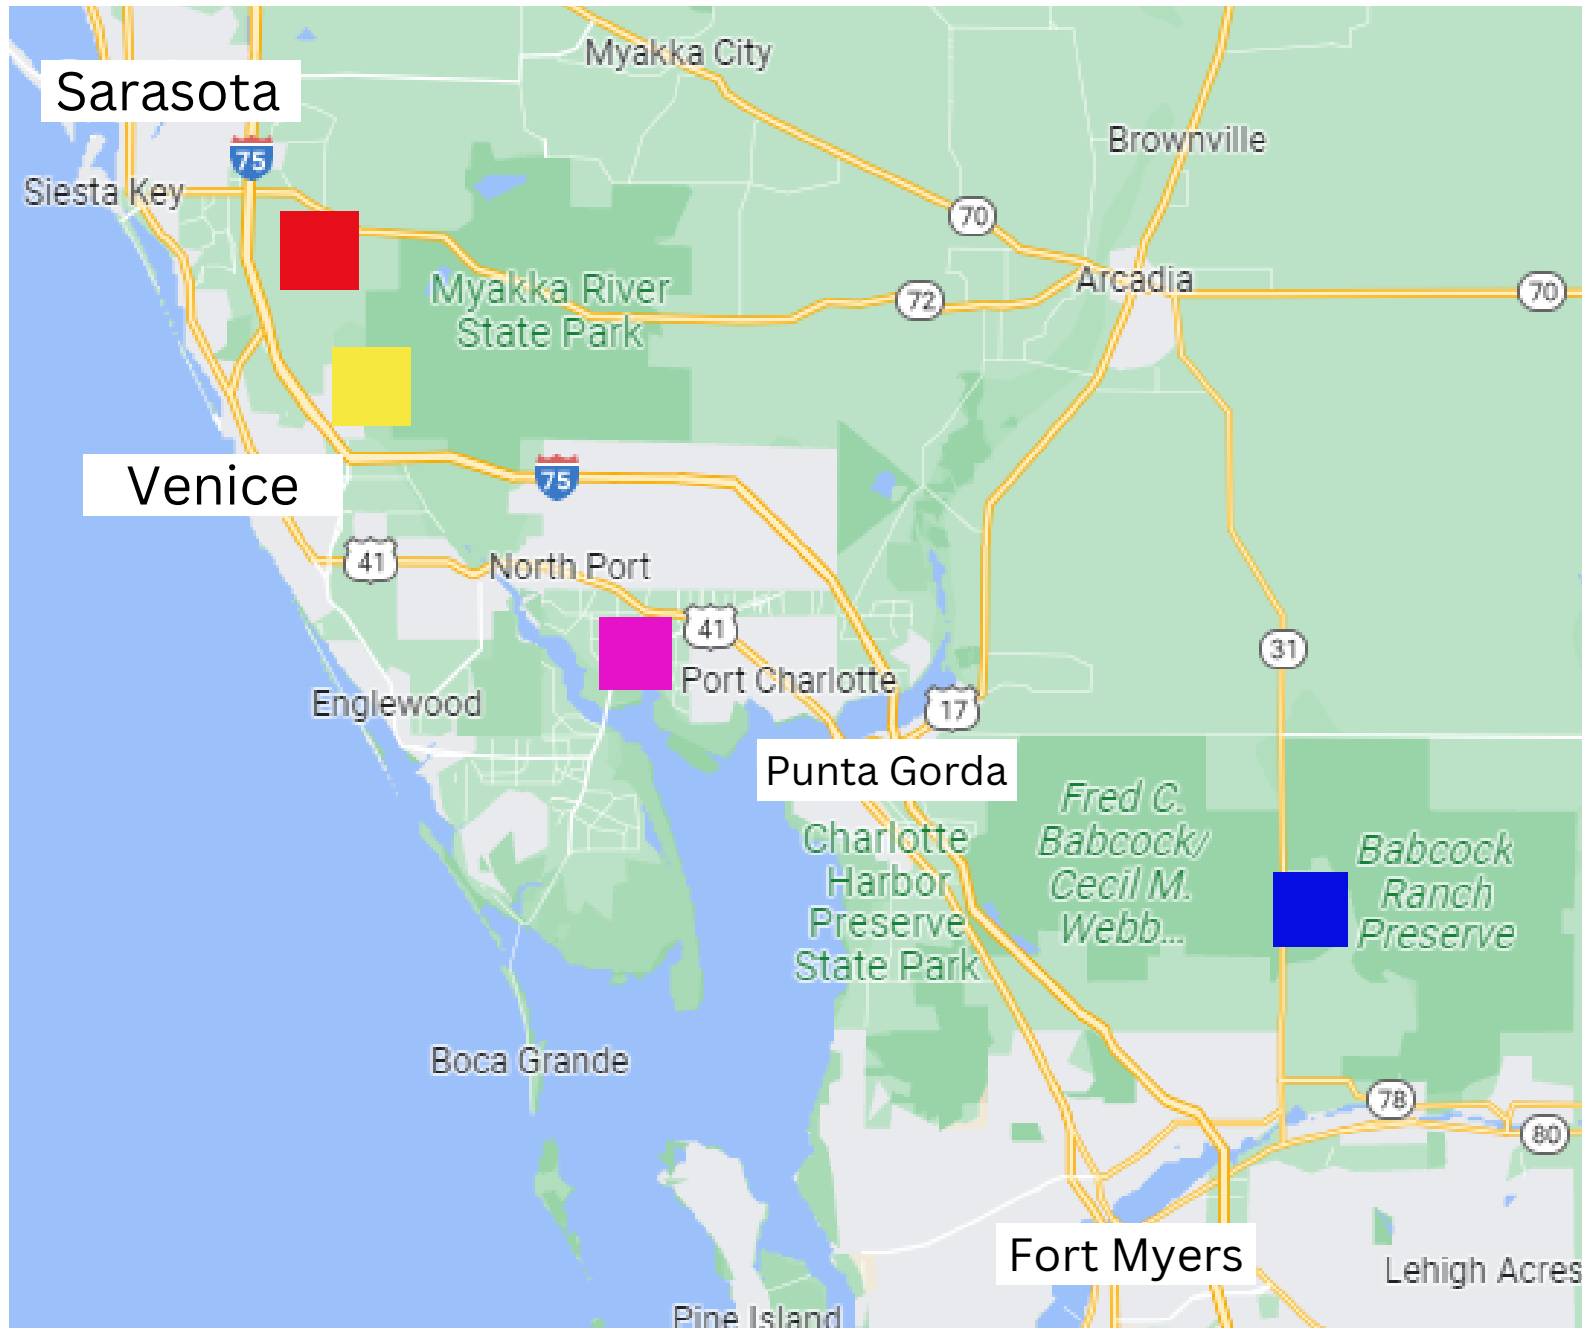 Myakka City
Sarasota
Brownville
75
Siesta Key
70
Myakka River
State Park
Arcadia
72
70
Venice
75
41
North Port
41
31
Port Charlotte
Englewood
17
Punta Gorda
Fred C.
Babcock/
Cecil M.
Webb...
Charlotte
Harbor
Preserve
State Park
Babcock
Ranch
Preserve
Boca Grande
78
80
Fort Myers
Lehigh Acres
Pine Island